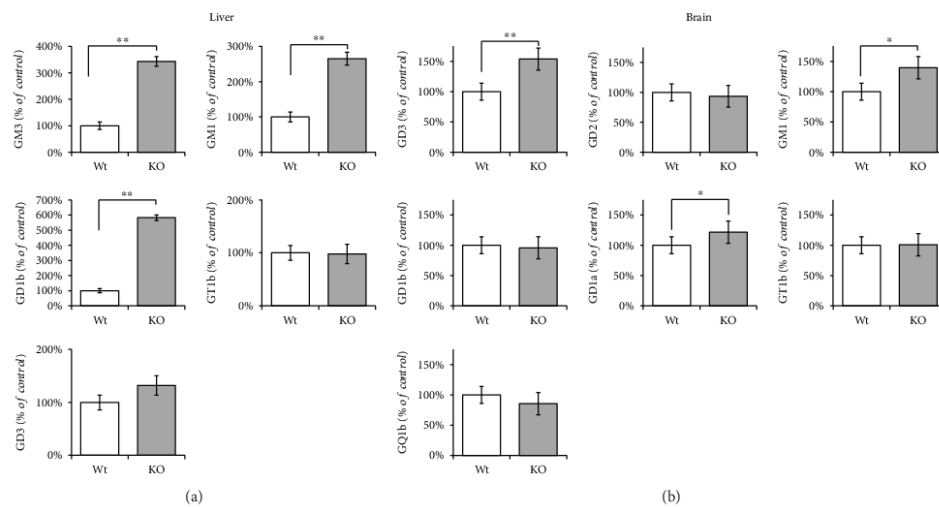 Liver
Brain
GM3 (% of control)
400%
300%
200%
100%
0%
Wt
KO
**
GM1 (% of control)
300%
200%
100%
0%
Wt
KO
**
GD3 (% of control)
150%
100%
50%
0%
Wt
KO
**
GD2 (% of control)
150%
100%
50%
0%
Wt
KO
GM1 (% of control)
150%
100%
50%
0%
Wt
KO
*
GD1b (% of control)
700%
600%
500%
400%
300%
200%
100%
0%
Wt
KO
**
GT1b (% of control)
200%
100%
0%
Wt
KO
GD1b (% of control)
150%
100%
50%
0%
Wt
KO
GD1a (% of control)
150%
100%
50%
0%
Wt
KO
*
GT1b (% of control)
150%
100%
50%
0%
Wt
KO
GD3 (% of control)
200%
100%
0%
Wt
KO
GQ1b (% of control)
150%
100%
50%
0%
Wt
KO
(a)
(b)